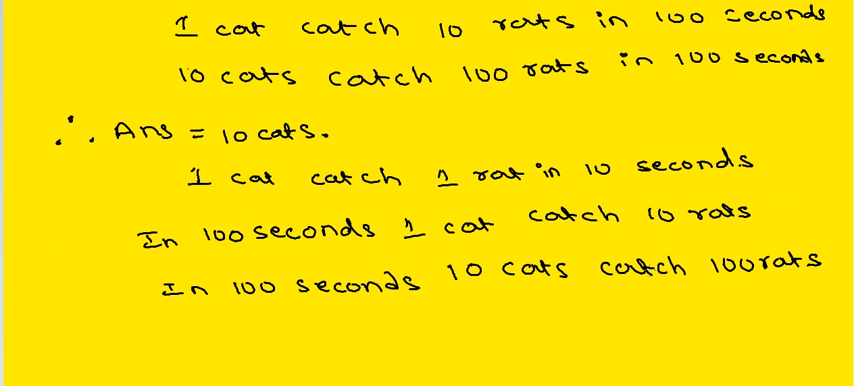 1 cat catch 10 rats in 100 seconds
10 cats catch 100 rats in 100 seconds
∴ Ans = 10 cats.
1 cat catch 1 rat in 10 seconds
In 100 seconds 1 cat catch 10 rats
In 100 seconds 10 cats catch 100 rats